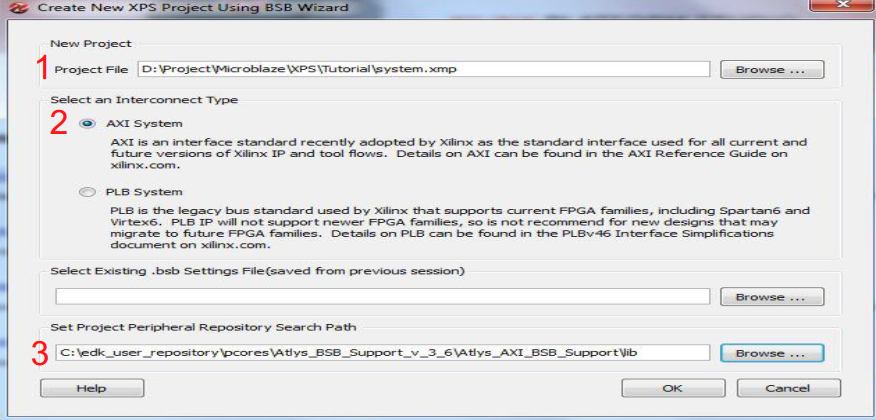 Create New XPS Project Using BSB Wizard
New Project
1 Project File D:\Project\Microblaze\XPS\Tutorial\system.xmp Browse ...
Select an Interconnect Type
2 AXI System
AXI is an interface standard recently adopted by Xilinx as the standard interface used for all current and
future versions of Xilinx IP and tool flows. Details on AXI can be found in the AXI Reference Guide on
xilinx.com.
PLB System
PLB is the legacy bus standard used by Xilinx that supports current FPGA families, including Spartan6 and
Virtex6. PLB IP will not support newer FPGA families, so is not recommend for new designs that may
migrate to future FPGA families. Details on PLB can be found in the PLBv46 Interface Simplifications
document on xilinx.com.
Select Existing .bsb Settings File(saved from previous session)
Browse ...
Set Project Peripheral Repository Search Path
3 C:\edk_user_repository\pcores\Atlys_BSB_Support_v_3_6\Atlys_AXI_BSB_Support\lib Browse ...
Help OK Cancel